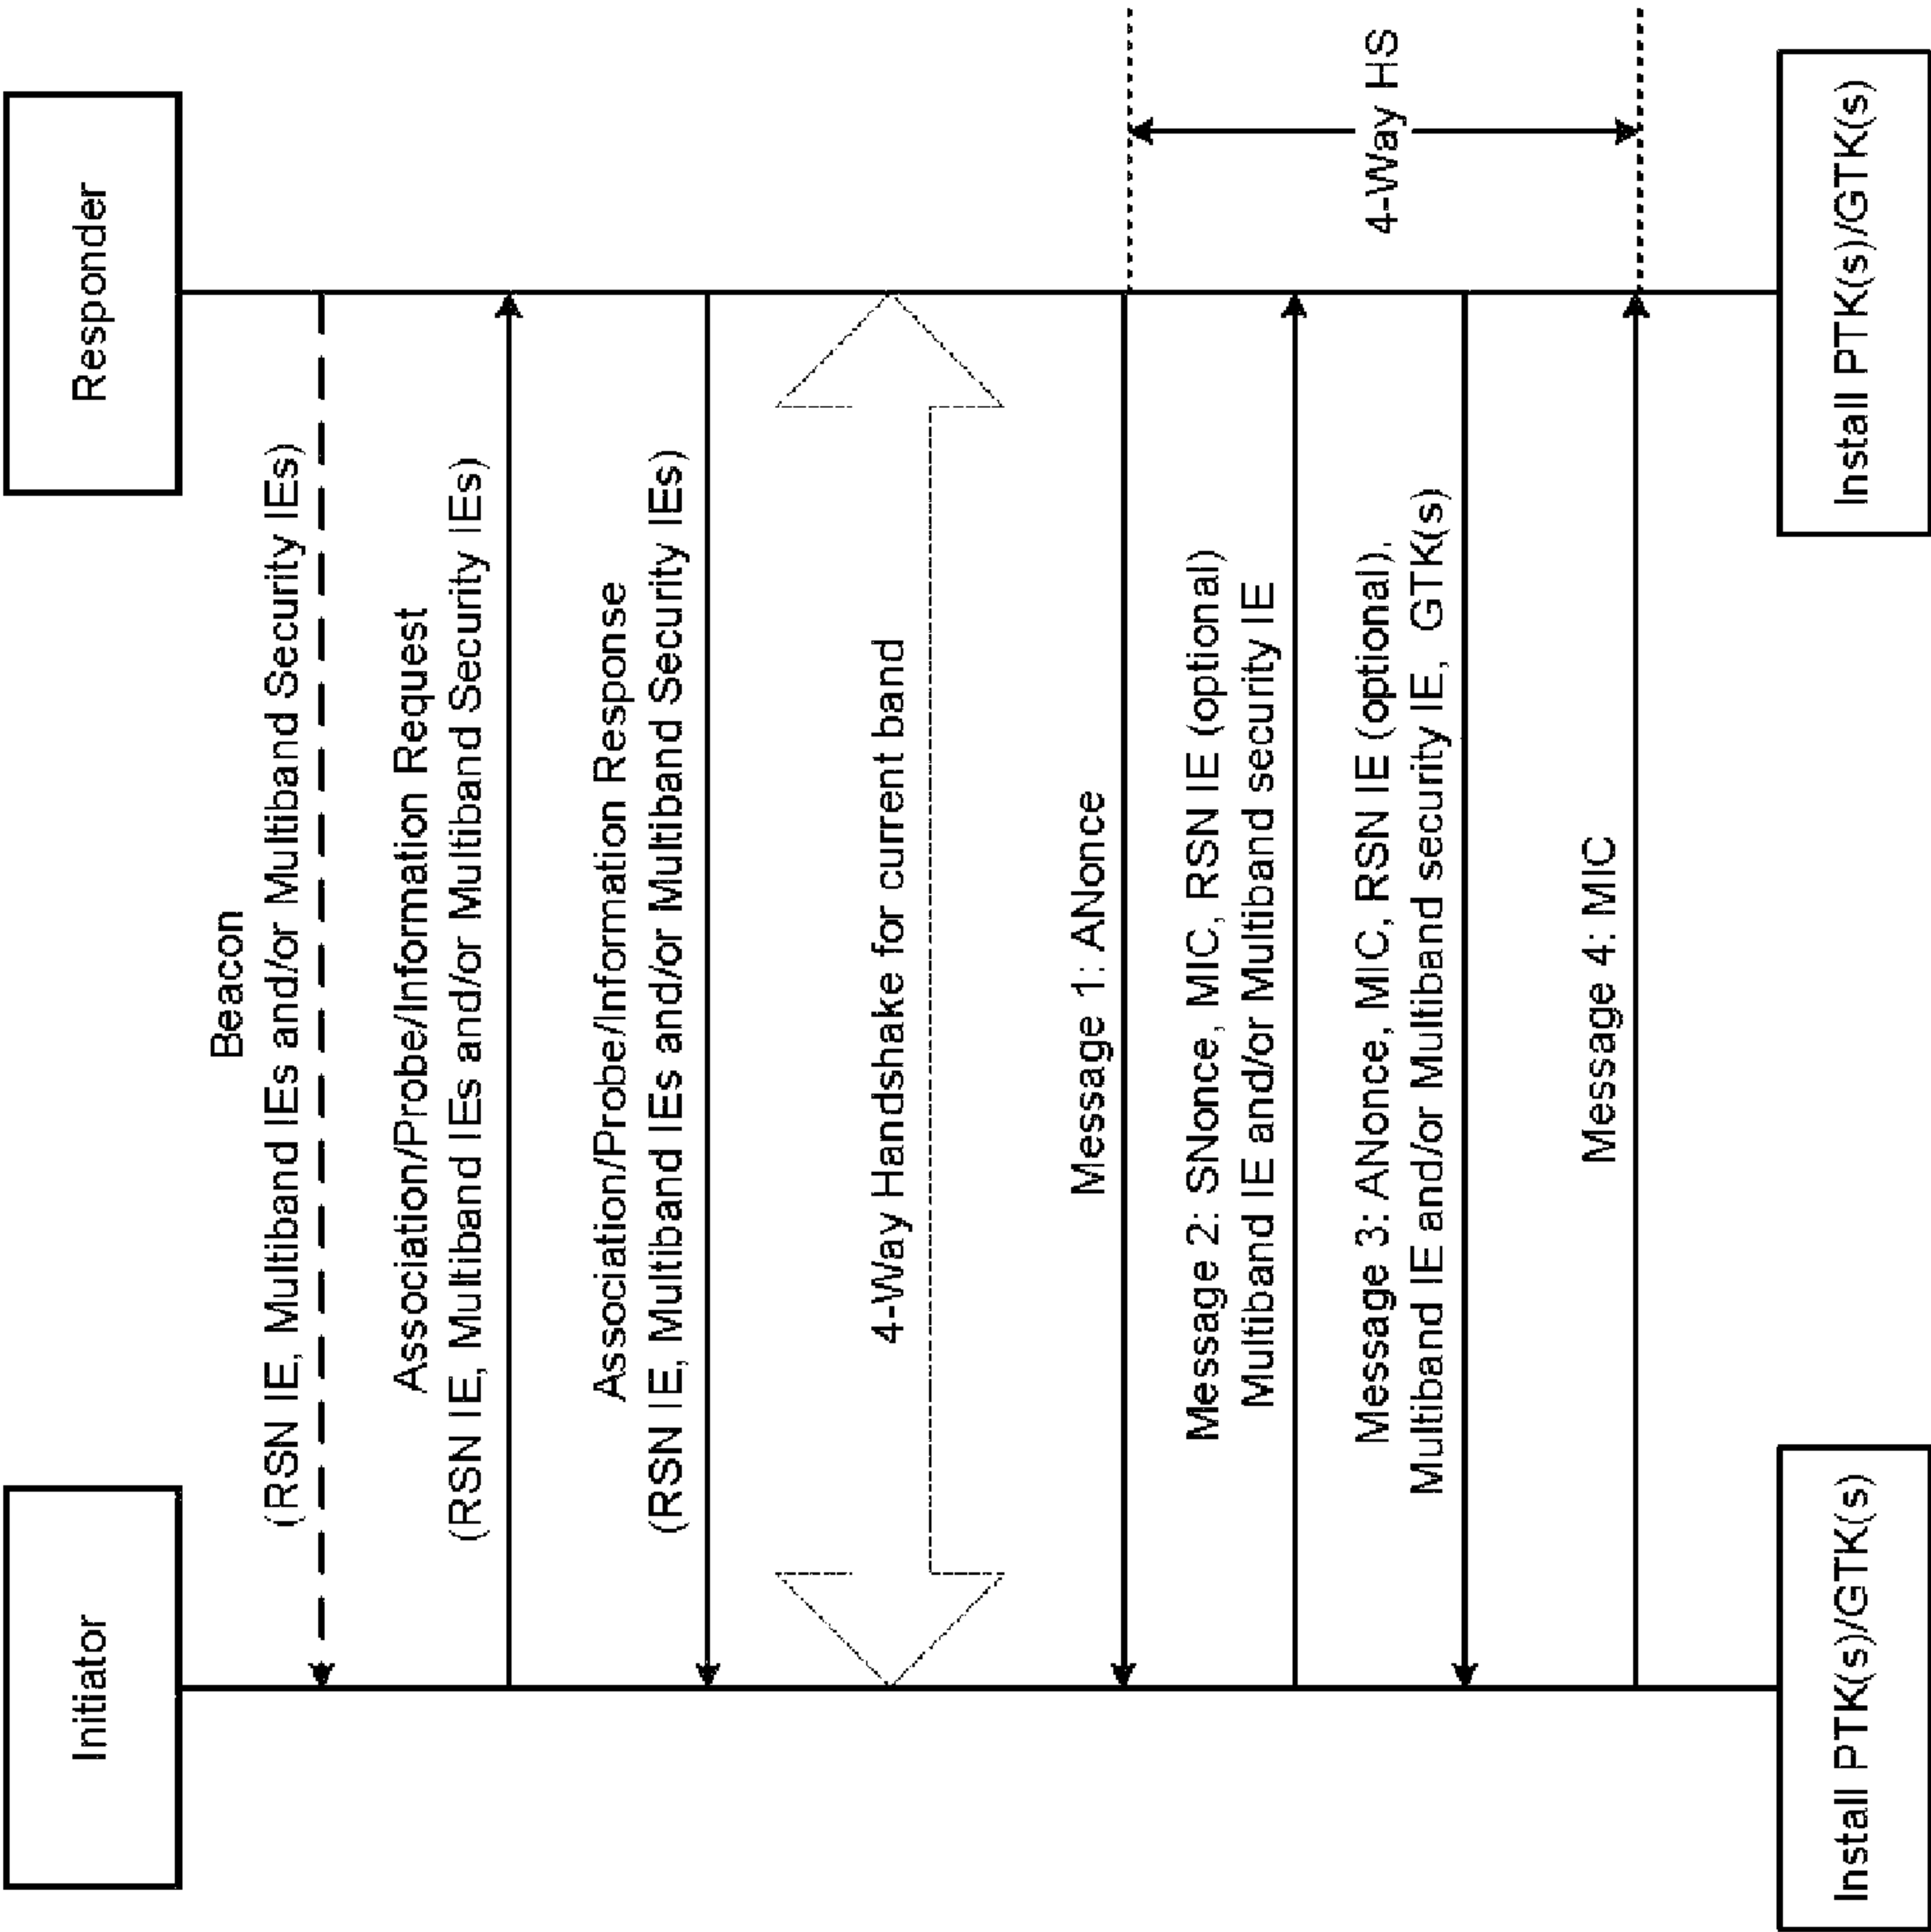 Initiator
Responder
Beacon
(RSN IE, Multiband IEs and/or Multiband Security IEs)
Association/Probe/Information Request
(RSN IE, Multiband IEs and/or Multiband Security IEs)
Association/Probe/Information Response
(RSN IE, Multiband IEs and/or Multiband Security IEs)
4-Way Handshake for current band
Message 1: ANonce
Message 2: SNonce, MIC, RSN IE (optional)
Multiband IE and/or Multiband security IE
Message 3: ANonce, MIC, RSN IE (optional),
Multiband IE and/or Multiband security IE, GTK(s)
Message 4: MIC
4-Way HS
Install PTK(s)/GTK(s)
Install PTK(s)/GTK(s)